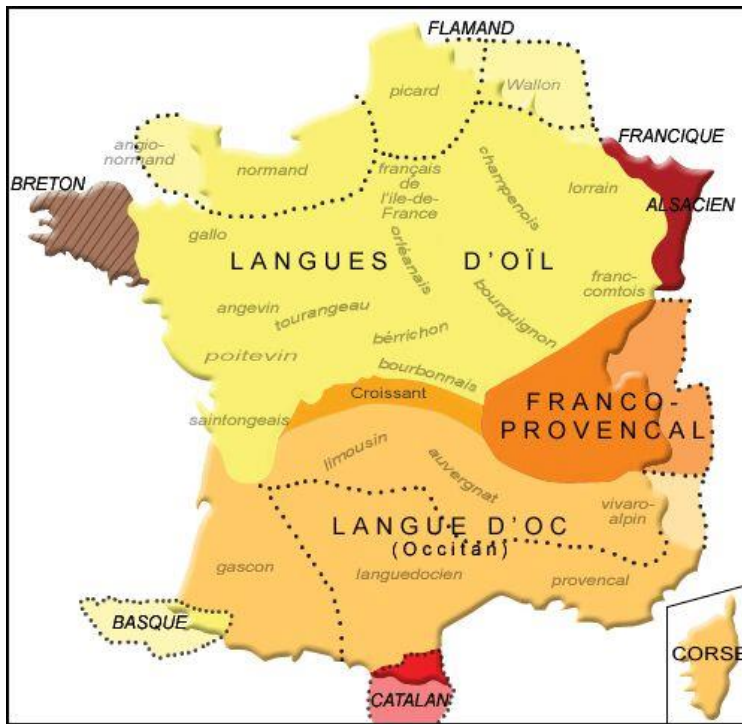 FLAMAND
Wallon
picard
anglo-
normand
normand
français
de
l'île-de-
France
champenois
FRANCIQUE
lorrain
ALSACIEN
BRETON
gallo
LANGUES D'OÏL
orléanais
franc-
comtois
angevin
tourangeau
bourguignon
bérrichon
poitevin
bourbonnais
Croissant
FRANCO-
PROVENCAL
saintongeais
limousin
auvergnat
vivaro-
alpin
LANGUE D'OC
(Occitan)
gascon
languedocien
provencal
BASQUE
CORSE
CATALAN